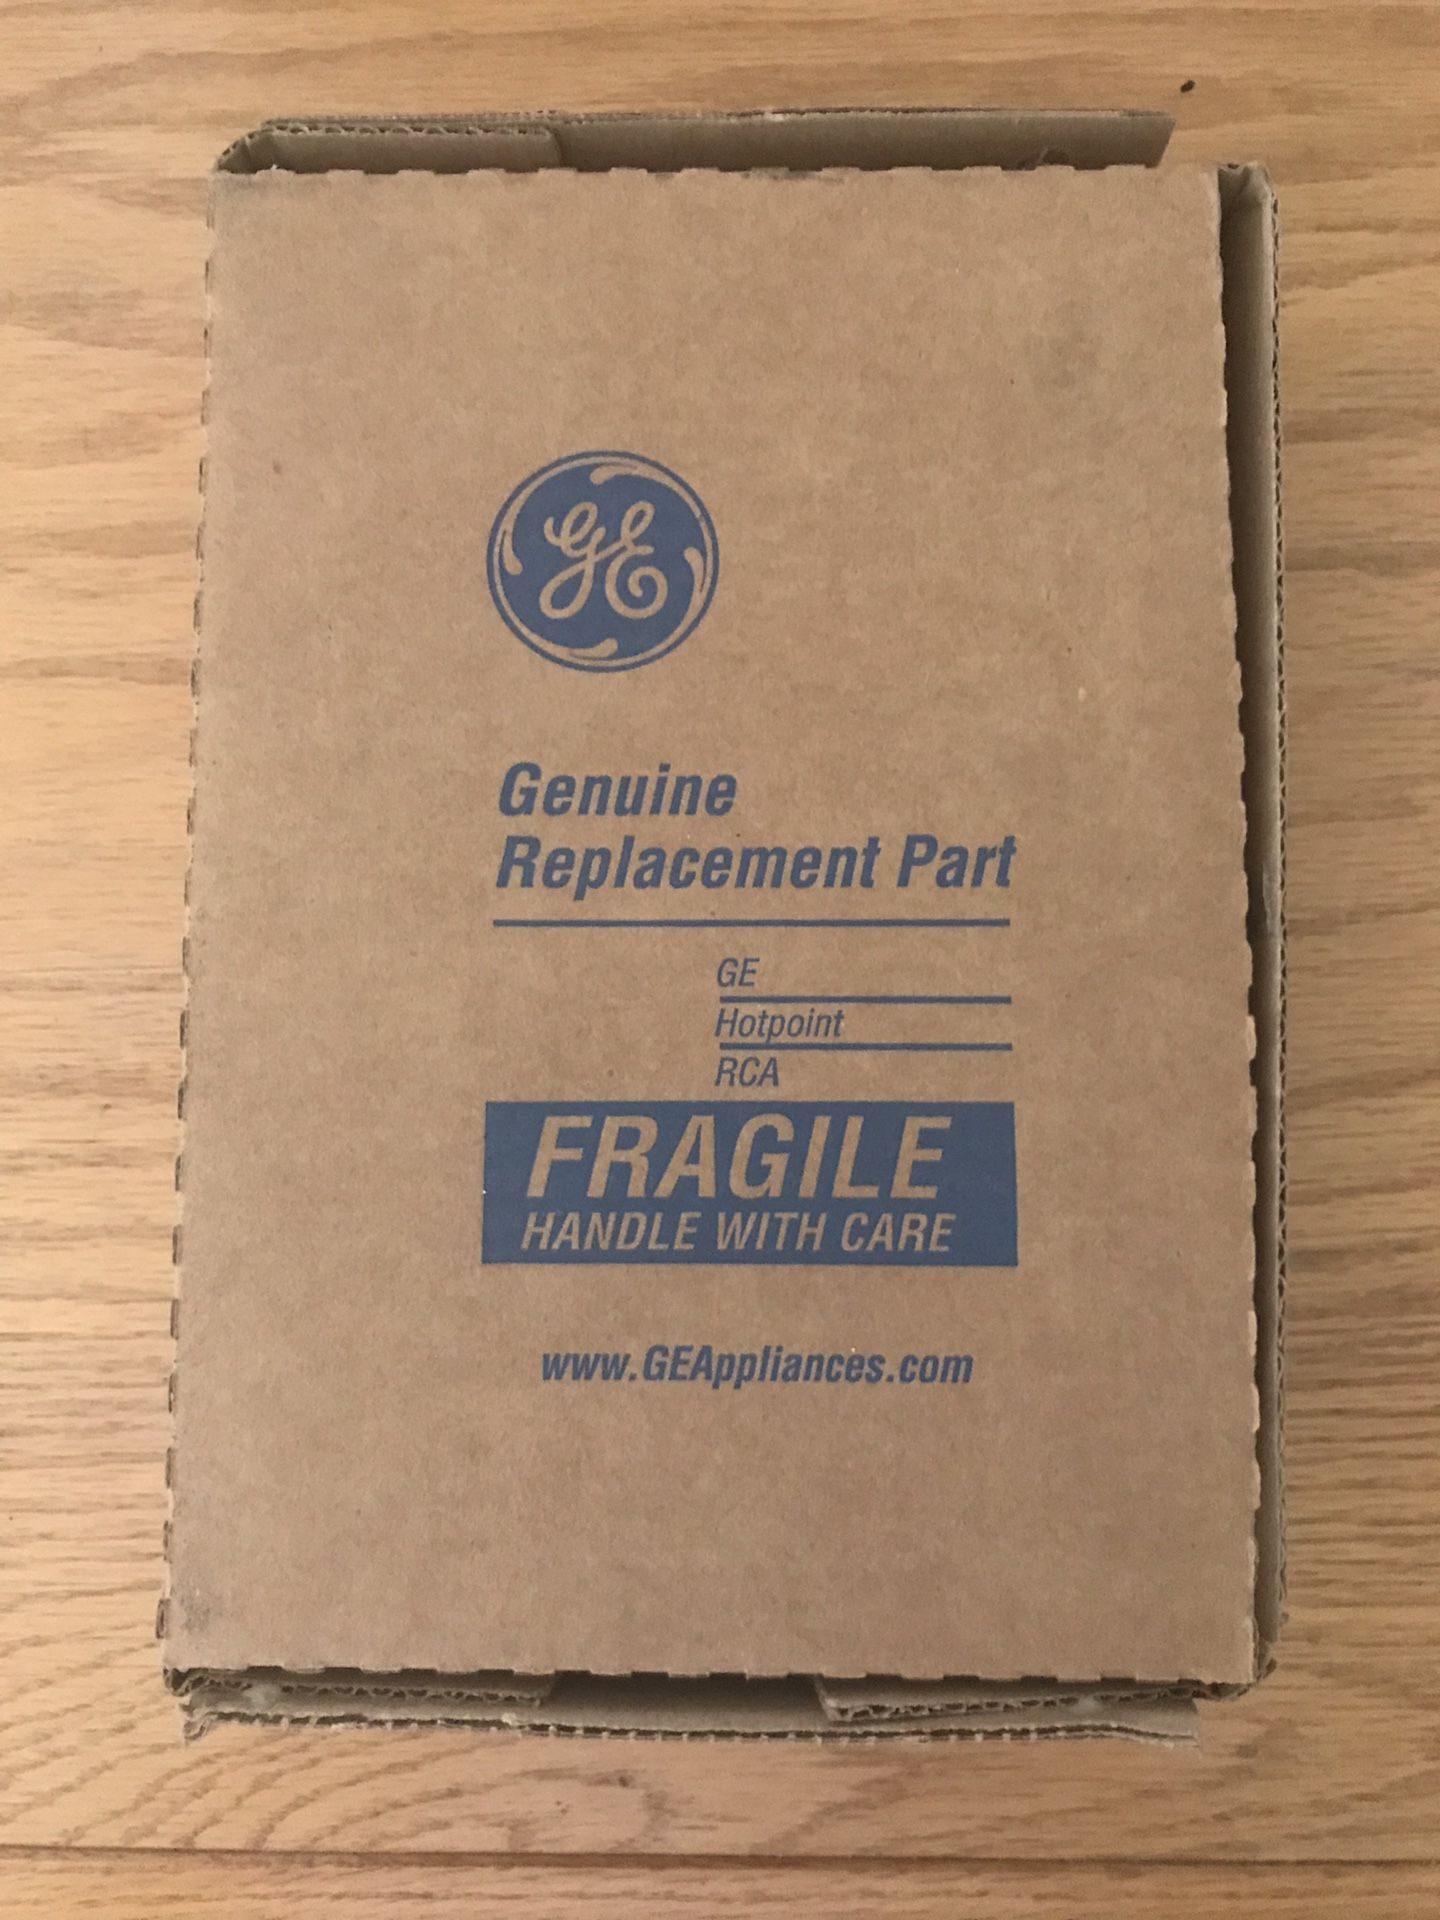 GE
Genuine
Replacement Part
GE
Hotpoint
RCA
FRAGILE
HANDLE WITH CARE
www.GEAppliances.com